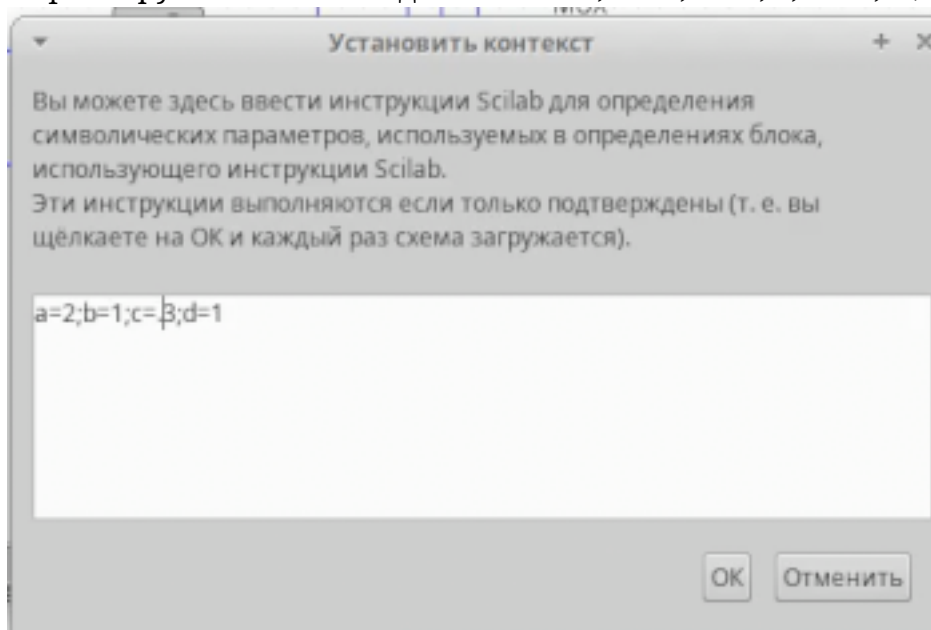 Установить контекст
Вы можете здесь ввести инструкции Scilab для определения
символических параметров, используемых в определениях блока,
использующего инструкции Scilab.
Эти инструкции выполняются если только подтверждены (т. е. вы
щёлкаете на ОК и каждый раз схема загружается).
a=2;b=1;c=.3;d=1
OK Отменить